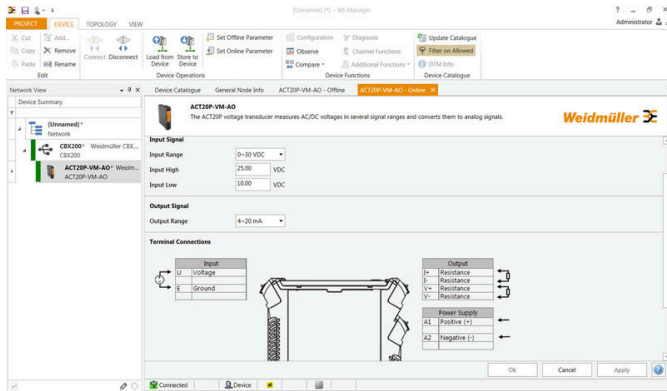 [Unnamed] (*) - WI-Manager
PROJECT DEVICE TOPOLOGY VIEW Administrator
Cut Add... Set Offline Parameter Configuration Diagnosis Update Catalogue
Copy Remove Set Online Parameter Observe Channel Functions Filter on Allowed
Paste Rename Connect Disconnect Load from Device Store to Device Compare Additional Functions DTM Info
Edit Device Operations Device Functions Device Catalogue
Network View Device Catalogue General Node Info ACT20P-VM-AO - Offline ACT20P-VM-AO - Online
Device Summary
ACT20P-VM-AO
The ACT20P voltage transducer measures AC/DC voltages in several signal ranges and converts them to analog signals.
Weidmüller
[Unnamed]*
Network
CBX200* Weidmüller CBX...
CBX200
ACT20P-VM-AO* Weidm...
ACT20P-VM-AO
Input Signal
Input Range 0~30 VDC
Input High 25.00 VDC
Input Low 10.00 VDC
Output Signal
Output Range 4~20 mA
Terminal Connections
Input
U Voltage
E Ground
Output
I+ Resistance
I- Resistance
V+ Resistance
V- Resistance
Power Supply
A1 Positive (+)
A2 Negative (-)
Ok Cancel Apply
Connected Device